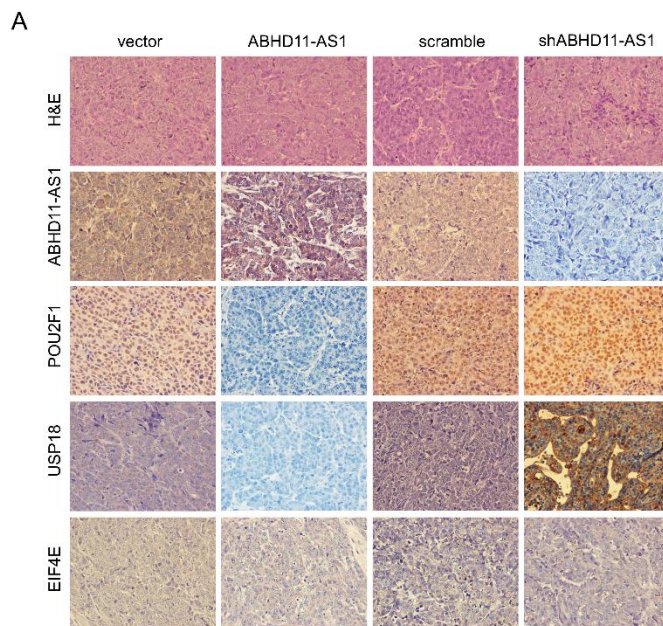 A
vector ABHD11-AS1 scramble shABHD11-AS1
H&E
ABHD11-AS1
POU2F1
USP18
EIF4E